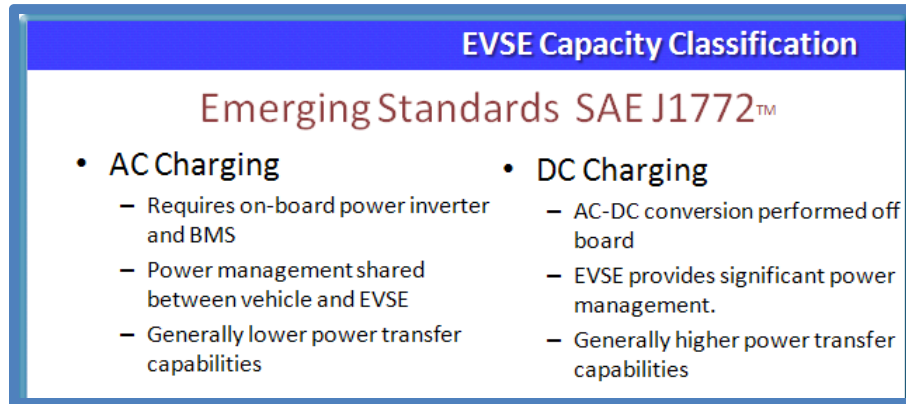 EVSE Capacity Classification
Emerging Standards SAE J1772™
• AC Charging
– Requires on-board power inverter
and BMS
– Power management shared
between vehicle and EVSE
– Generally lower power transfer
capabilities
• DC Charging
– AC-DC conversion performed off
board
– EVSE provides significant power
management.
– Generally higher power transfer
capabilities